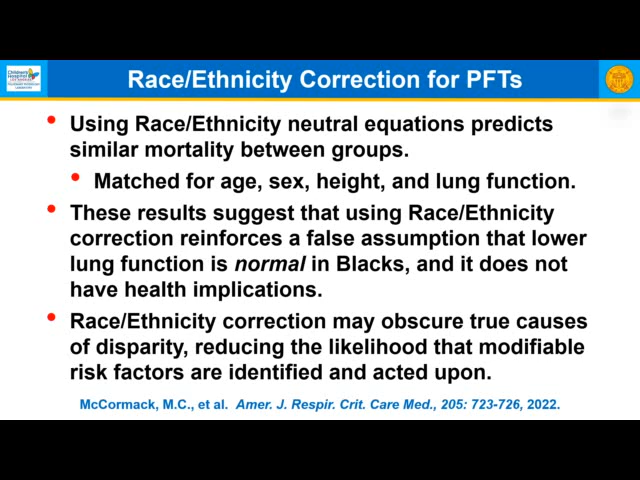 Children's
Hospital
LOS ANGELES
Race/Ethnicity Correction for PFTs
• Using Race/Ethnicity neutral equations predicts
similar mortality between groups.
• Matched for age, sex, height, and lung function.
• These results suggest that using Race/Ethnicity
correction reinforces a false assumption that lower
lung function is normal in Blacks, and it does not
have health implications.
• Race/Ethnicity correction may obscure true causes
of disparity, reducing the likelihood that modifiable
risk factors are identified and acted upon.
McCormack, M.C., et al. Amer. J. Respir. Crit. Care Med., 205: 723-726, 2022.